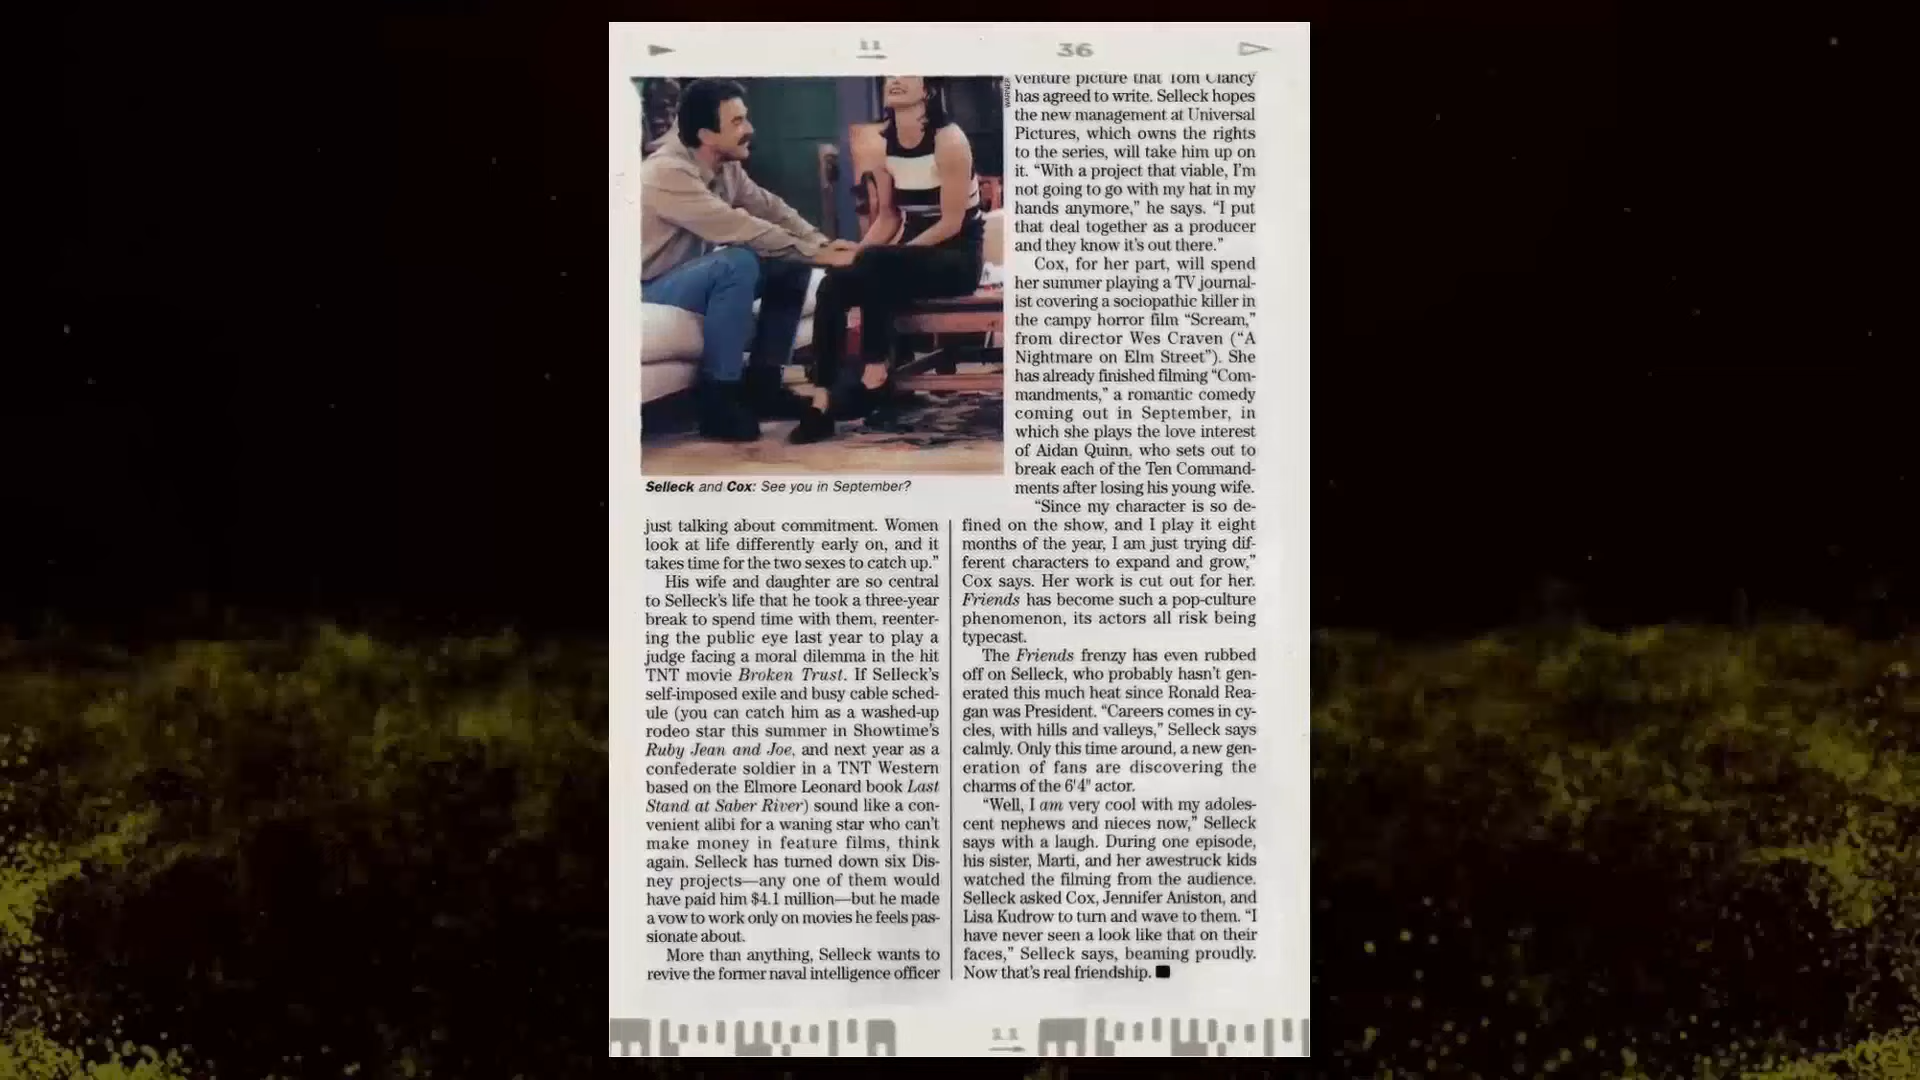 11
36
WARNER
Selleck and Cox: See you in September?
just talking about commitment. Women
look at life differently early on, and it
takes time for the two sexes to catch up.”
His wife and daughter are so central
to Selleck’s life that he took a three-year
break to spend time with them, reenter-
ing the public eye last year to play a
judge facing a moral dilemma in the hit
TNT movie Broken Trust. If Selleck’s
self-imposed exile and busy cable sched-
ule (you can catch him as a washed-up
rodeo star this summer in Showtime’s
Ruby Jean and Joe, and next year as a
confederate soldier in a TNT Western
based on the Elmore Leonard book Last
Stand at Saber River) sound like a con-
venient alibi for a waning star who can’t
make money in feature films, think
again. Selleck has turned down six Dis-
ney projects—any one of them would
have paid him $4.1 million—but he made
a vow to work only on movies he feels pas-
sionate about.
More than anything, Selleck wants to
revive the former naval intelligence officer
venture picture that Tom Clancy
has agreed to write. Selleck hopes
the new management at Universal
Pictures, which owns the rights
to the series, will take him up on
it. “With a project that viable, I’m
not going to go with my hat in my
hands anymore,” he says. “I put
that deal together as a producer
and they know it’s out there.”
Cox, for her part, will spend
her summer playing a TV journal-
ist covering a sociopathic killer in
the campy horror film “Scream,”
from director Wes Craven (“A
Nightmare on Elm Street”). She
has already finished filming “Com-
mandments,” a romantic comedy
coming out in September, in
which she plays the love interest
of Aidan Quinn, who sets out to
break each of the Ten Command-
ments after losing his young wife.
“Since my character is so de-
fined on the show, and I play it eight
months of the year, I am just trying dif-
ferent characters to expand and grow,”
Cox says. Her work is cut out for her.
Friends has become such a pop-culture
phenomenon, its actors all risk being
typecast.
The Friends frenzy has even rubbed
off on Selleck, who probably hasn’t gen-
erated this much heat since Ronald Rea-
gan was President. “Careers comes in cy-
cles, with hills and valleys,” Selleck says
calmly. Only this time around, a new gen-
eration of fans are discovering the
charms of the 6'4" actor.
“Well, I am very cool with my adoles-
cent nephews and nieces now,” Selleck
says with a laugh. During one episode,
his sister, Marti, and her awestruck kids
watched the filming from the audience.
Selleck asked Cox, Jennifer Aniston, and
Lisa Kudrow to turn and wave to them. “I
have never seen a look like that on their
faces,” Selleck says, beaming proudly.
Now that’s real friendship.
11